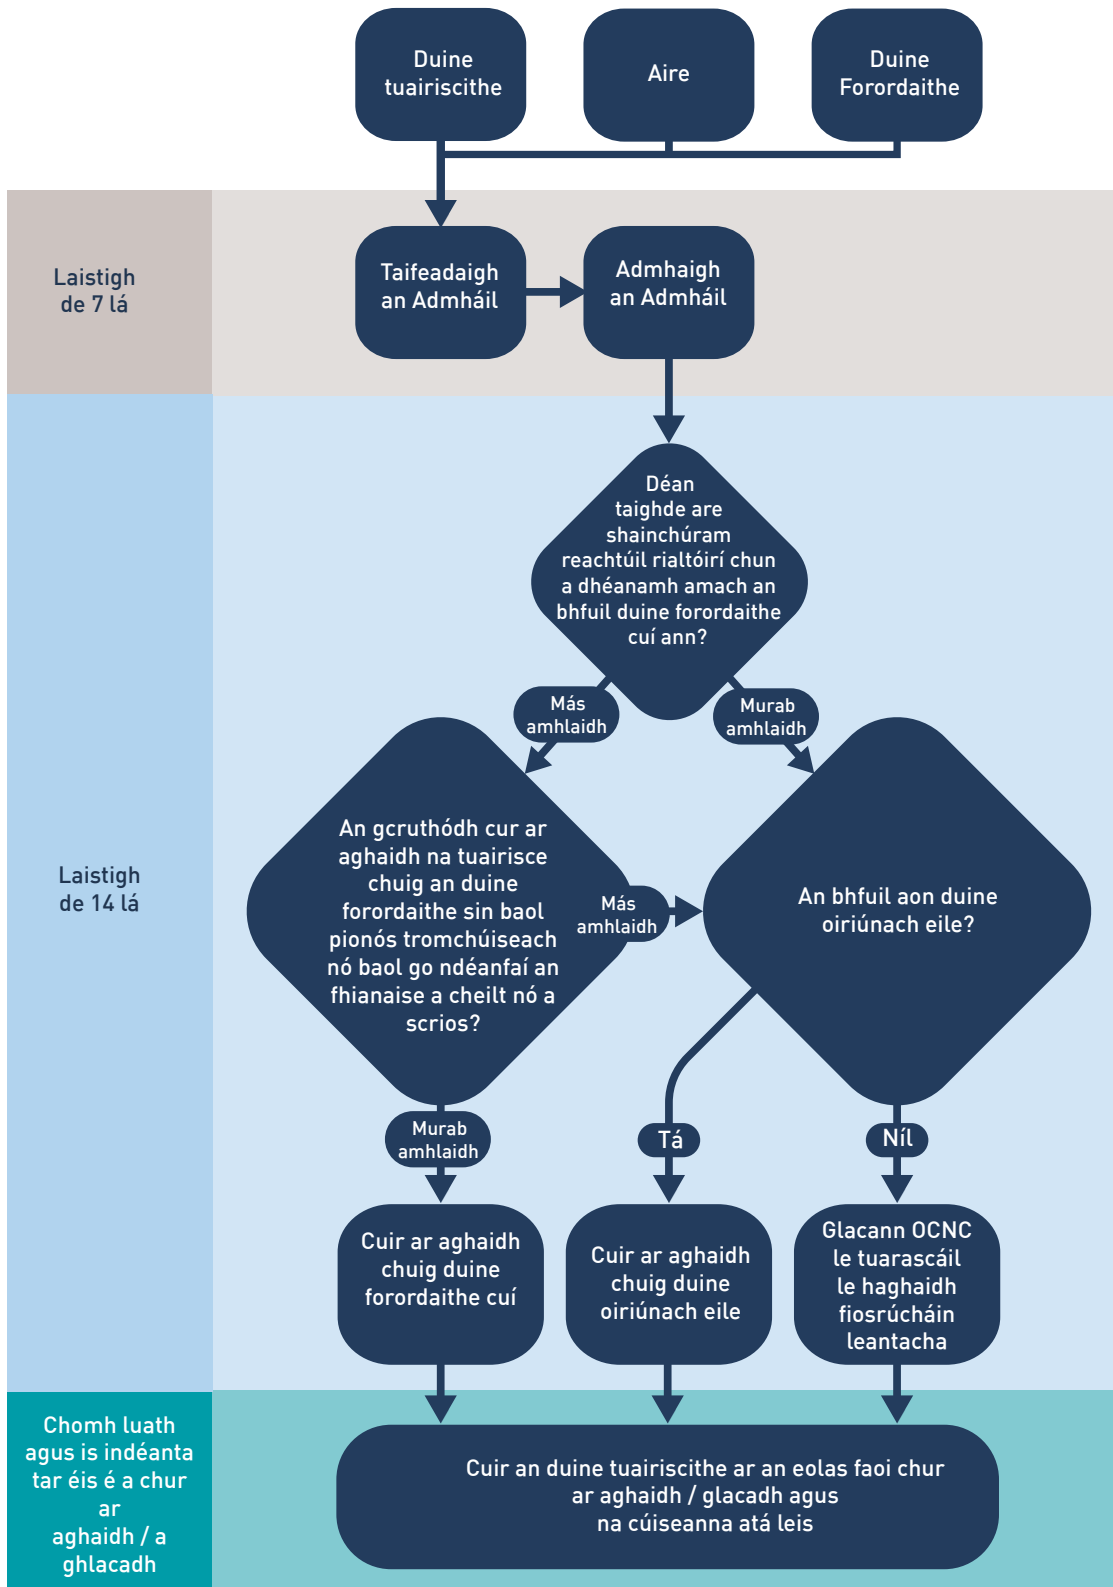 Duine
tuairiscithe
Aire
Duine
Forordaithe
Laistigh
de 7 lá
Taifeadaigh
an Admháil
Admhaigh
an Admháil
Laistigh
de 14 lá
Déan
taighde are
shainchúram
reachtúil rialtóirí chun
a dhéanamh amach an
bhfuil duine forordaithe
cuí ann?
Más
amhlaidh
Murab
amhlaidh
An gcruthódh cur ar
aghaidh na tuairisce
chuig an duine
forordaithe sin baol
pionós tromchúiseach
nó baol go ndéanfaí an
fhianaise a cheilt nó a
scrios?
Más
amhlaidh
An bhfuil aon duine
oiriúnach eile?
Murab
amhlaidh
Tá
Níl
Cuir ar aghaidh
chuig duine
forordaithe cuí
Cuir ar aghaidh
chuig duine
oiriúnach eile
Glacann OCNC
le tuarascáil
le haghaidh
fiosrúcháin
leantacha
Chomh luath
agus is indéanta
tar éis é a chur
ar
aghaidh / a
ghlacadh
Cuir an duine tuairiscithe ar an eolas faoi chur
ar aghaidh / glacadh agus
na cúiseanna atá leis